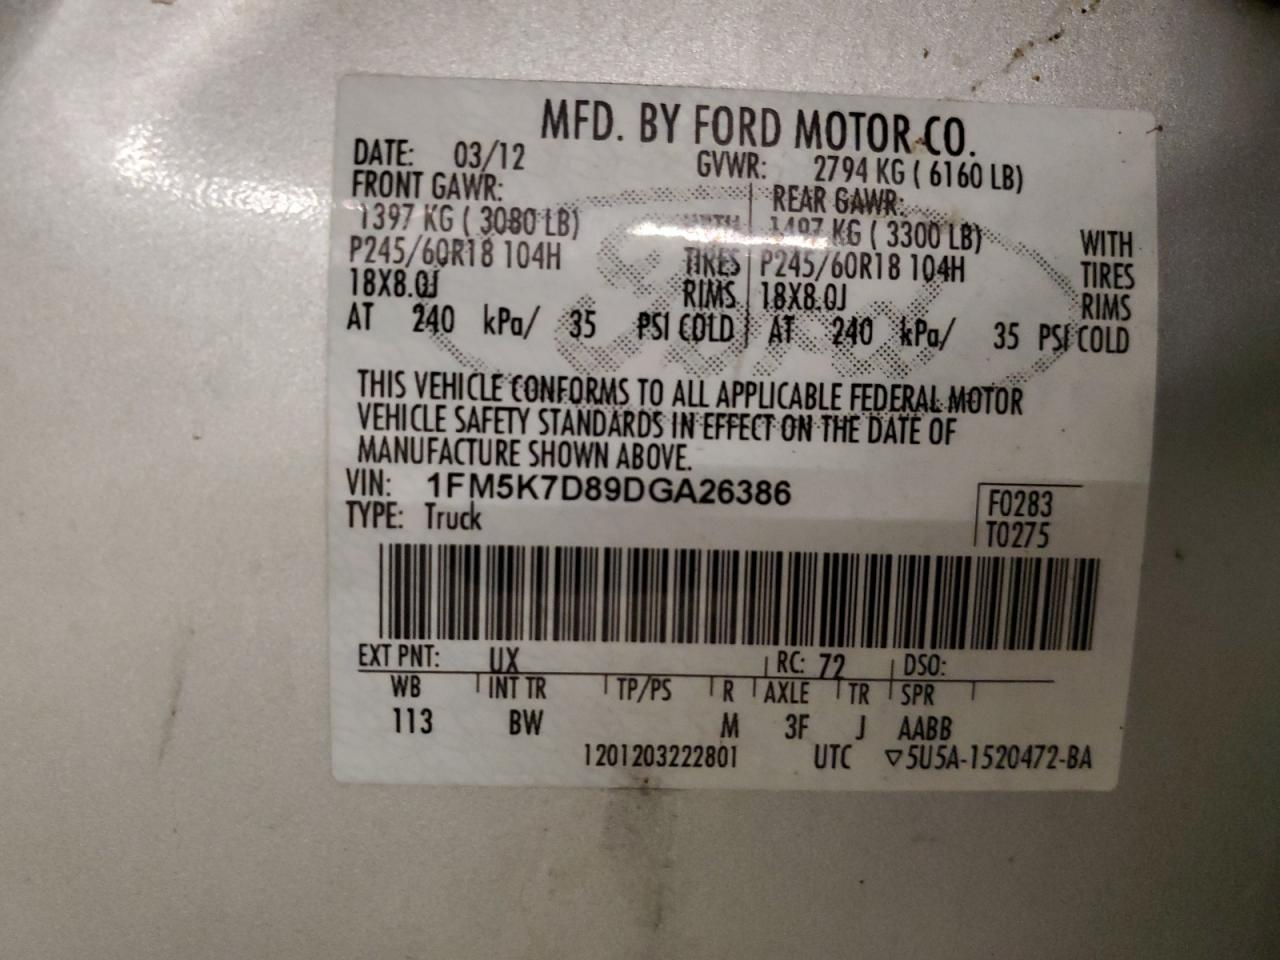 MFD. BY FORD MOTOR CO.
DATE: 03/12 GVWR: 2794 KG ( 6160 LB)
FRONT GAWR: REAR GAWR:
1397 KG ( 3080 LB) WITH 1497 KG ( 3300 LB) WITH
P245/60R18 104H TIRES P245/60R18 104H TIRES
18X8.0J RIMS 18X8.0J RIMS
AT 240 kPa/ 35 PSI COLD AT 240 kPa/ 35 PSI COLD
THIS VEHICLE CONFORMS TO ALL APPLICABLE FEDERAL MOTOR
VEHICLE SAFETY STANDARDS IN EFFECT ON THE DATE OF
MANUFACTURE SHOWN ABOVE.
VIN: 1FM5K7D89DGA26386
TYPE: Truck
F0283
T0275
EXT PNT: UX RC: 72 DSO:
WB INT TR TP/PS R AXLE TR SPR
113 BW M 3F J AABB
1201203222801 UTC ▽5U5A-1520472-BA